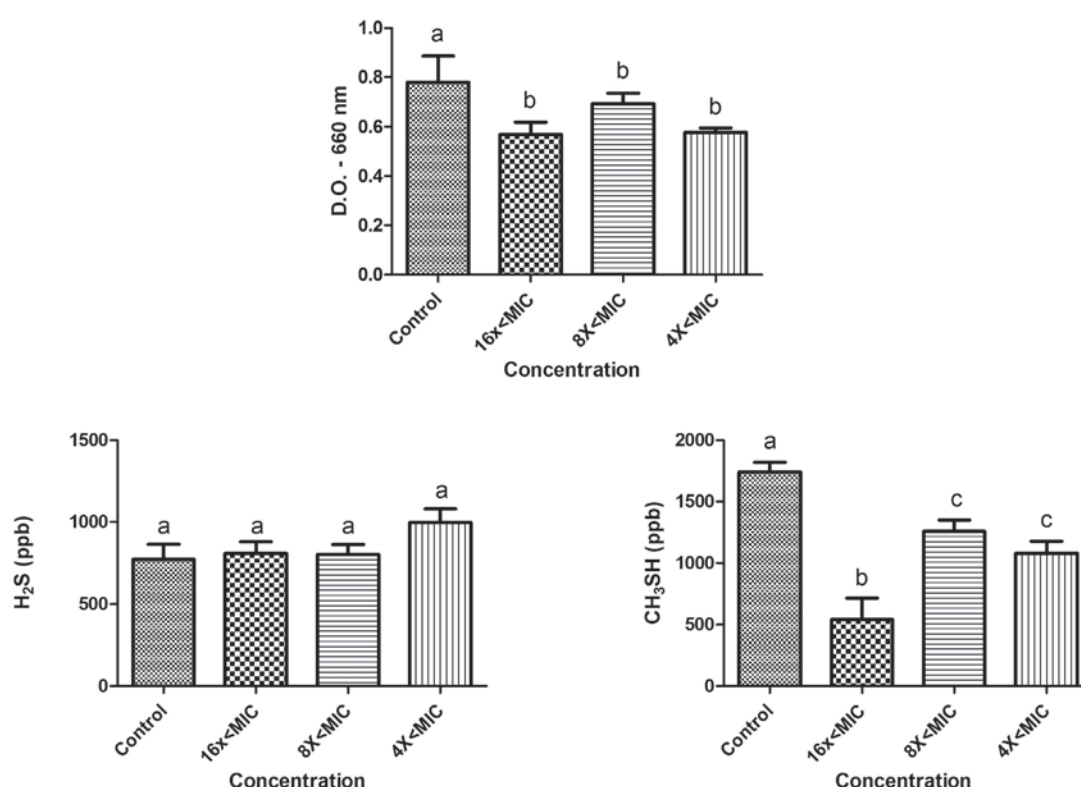 D.O. - 660 nm
1.0
0.8
0.6
0.4
0.2
0.0
a
b
b
b
Control
16x<MIC
8X<MIC
4X<MIC
Concentration
H₂S (ppb)
1500
1000
500
0
a
a
a
a
Control
16x<MIC
8X<MIC
4X<MIC
Concentration
CH₃SH (ppb)
2000
1500
1000
500
0
a
b
c
c
Control
16x<MIC
8X<MIC
4X<MIC
Concentration